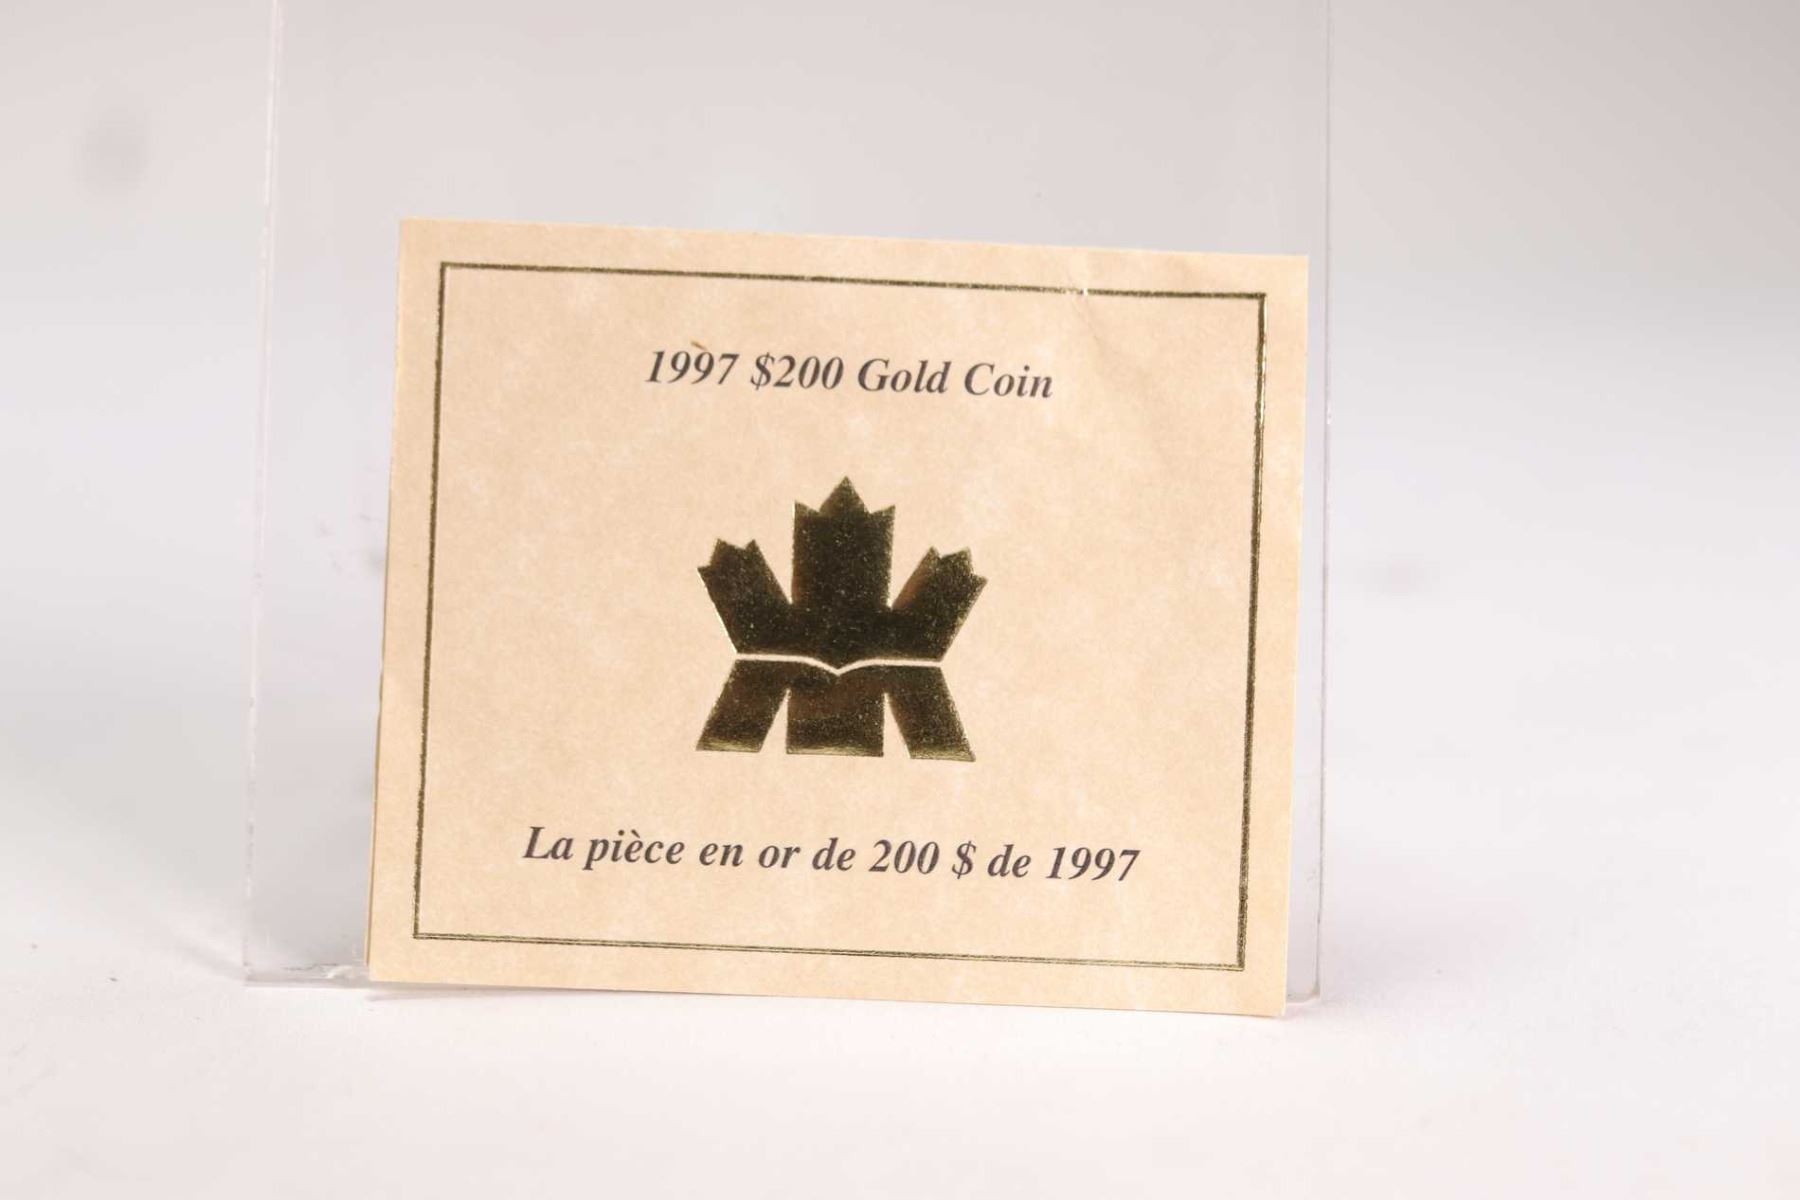 1997 $200 Gold Coin
La pièce en or de 200 $ de 1997